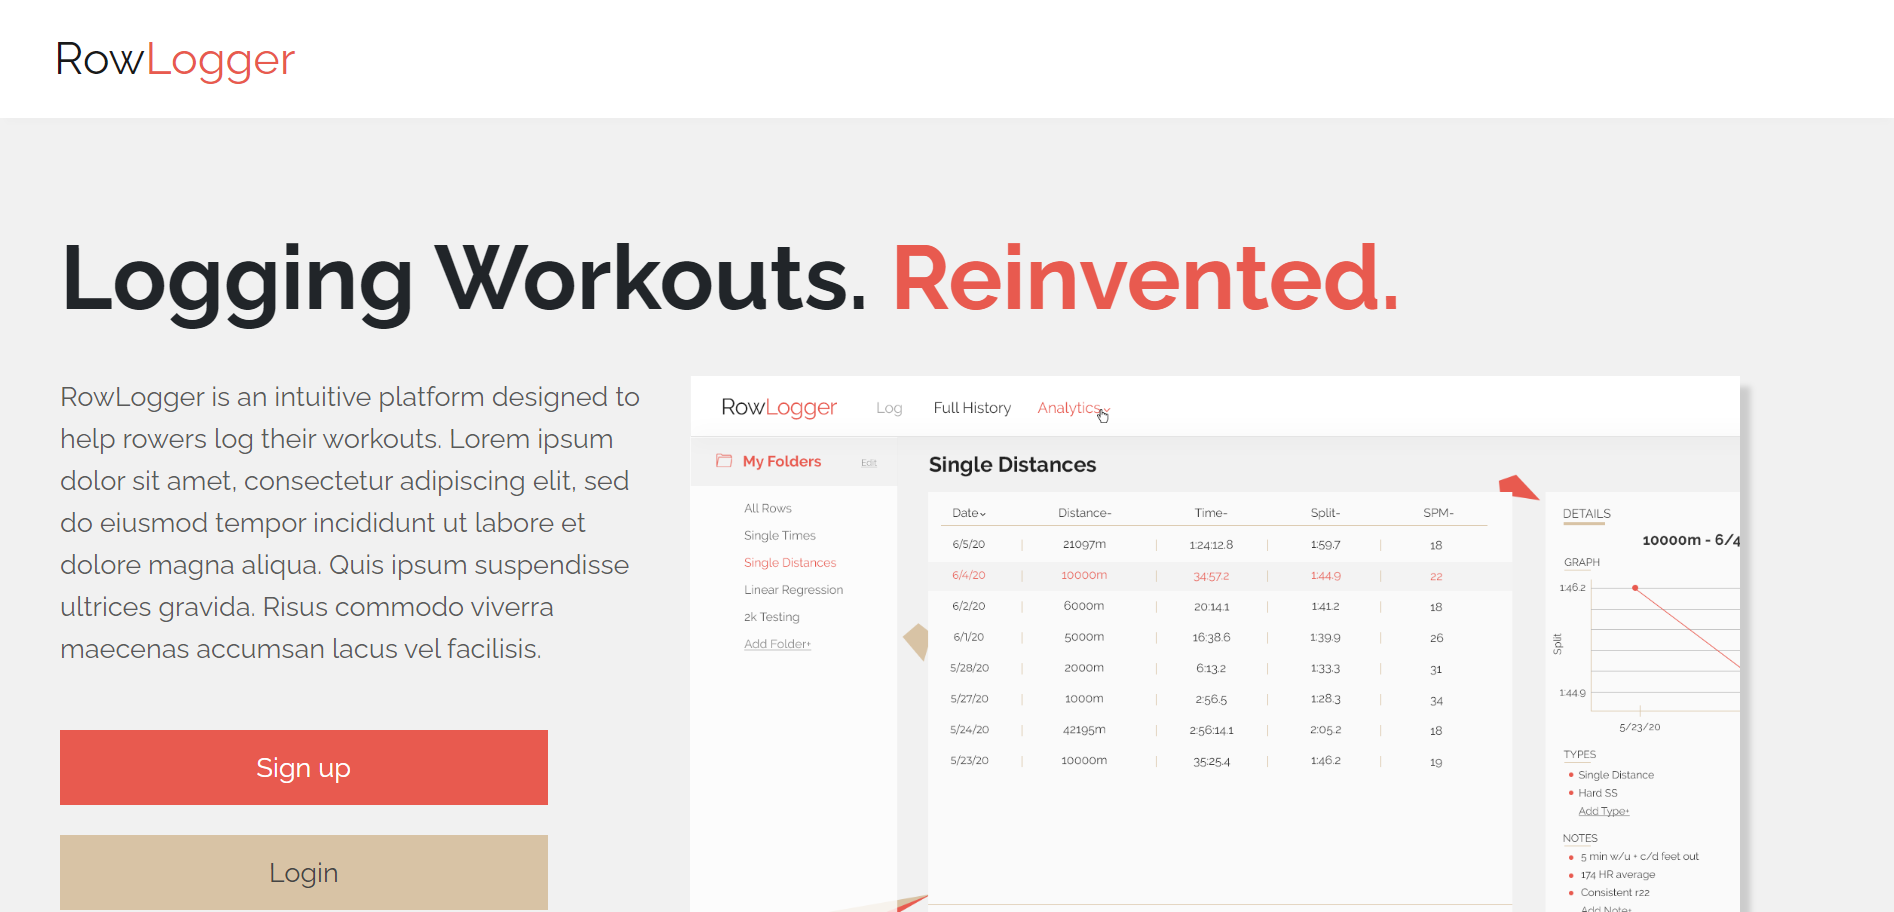 RowLogger
Logging Workouts. Reinvented.
RowLogger is an intuitive platform designed to
help rowers log their workouts. Lorem ipsum
dolor sit amet, consectetur adipiscing elit, sed
do eiusmod tempor incididunt ut labore et
dolore magna aliqua. Quis ipsum suspendisse
ultrices gravida. Risus commodo viverra
maecenas accumsan lacus vel facilisis.
Sign up
Login
RowLogger Log Full History Analytics
My Folders Edit
All Rows
Single Times
Single Distances
Linear Regression
2k Testing
Add Folder+
Single Distances
Date Distance- Time- Split- SPM-
6/5/20 | 21097m | 1:24:12.8 | 1:59.7 | 18
6/4/20 | 10000m | 34:57.2 | 1:44.9 | 22
6/2/20 | 6000m | 20:14.1 | 1:41.2 | 18
6/1/20 | 5000m | 16:38.6 | 1:39.9 | 26
5/28/20 | 2000m | 6:13.2 | 1:33.3 | 31
5/27/20 | 1000m | 2:56.5 | 1:28.3 | 34
5/24/20 | 42195m | 2:56:14.1 | 2:05.2 | 18
5/23/20 | 10000m | 35:25.4 | 1:46.2 | 19
DETAILS
10000m - 6/4
GRAPH
1:46.2
Split
1:44.9
5/23/20
TYPES
Single Distance
Hard SS
Add Type+
NOTES
5 min w/u + c/d feet out
174 HR average
Consistent r22
Add Note+